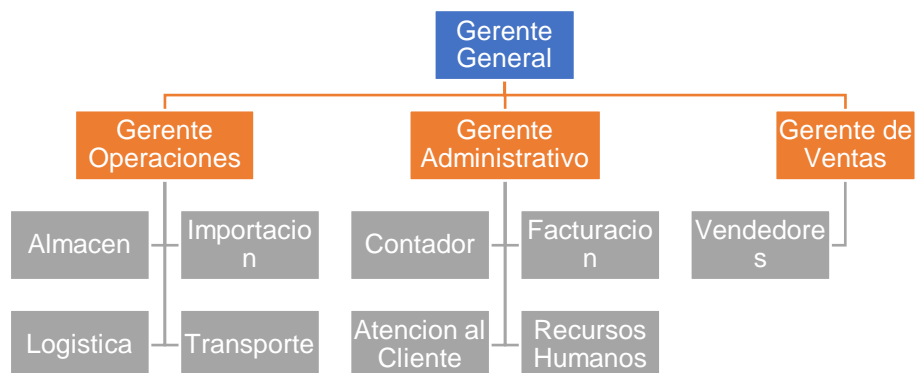 Gerente
General
Gerente
Operaciones
Gerente
Administrativo
Gerente de
Ventas
Almacen
Importacio
n
Contador
Facturacio
n
Vendedore
s
Logistica
Transporte
Atencion al
Cliente
Recursos
Humanos